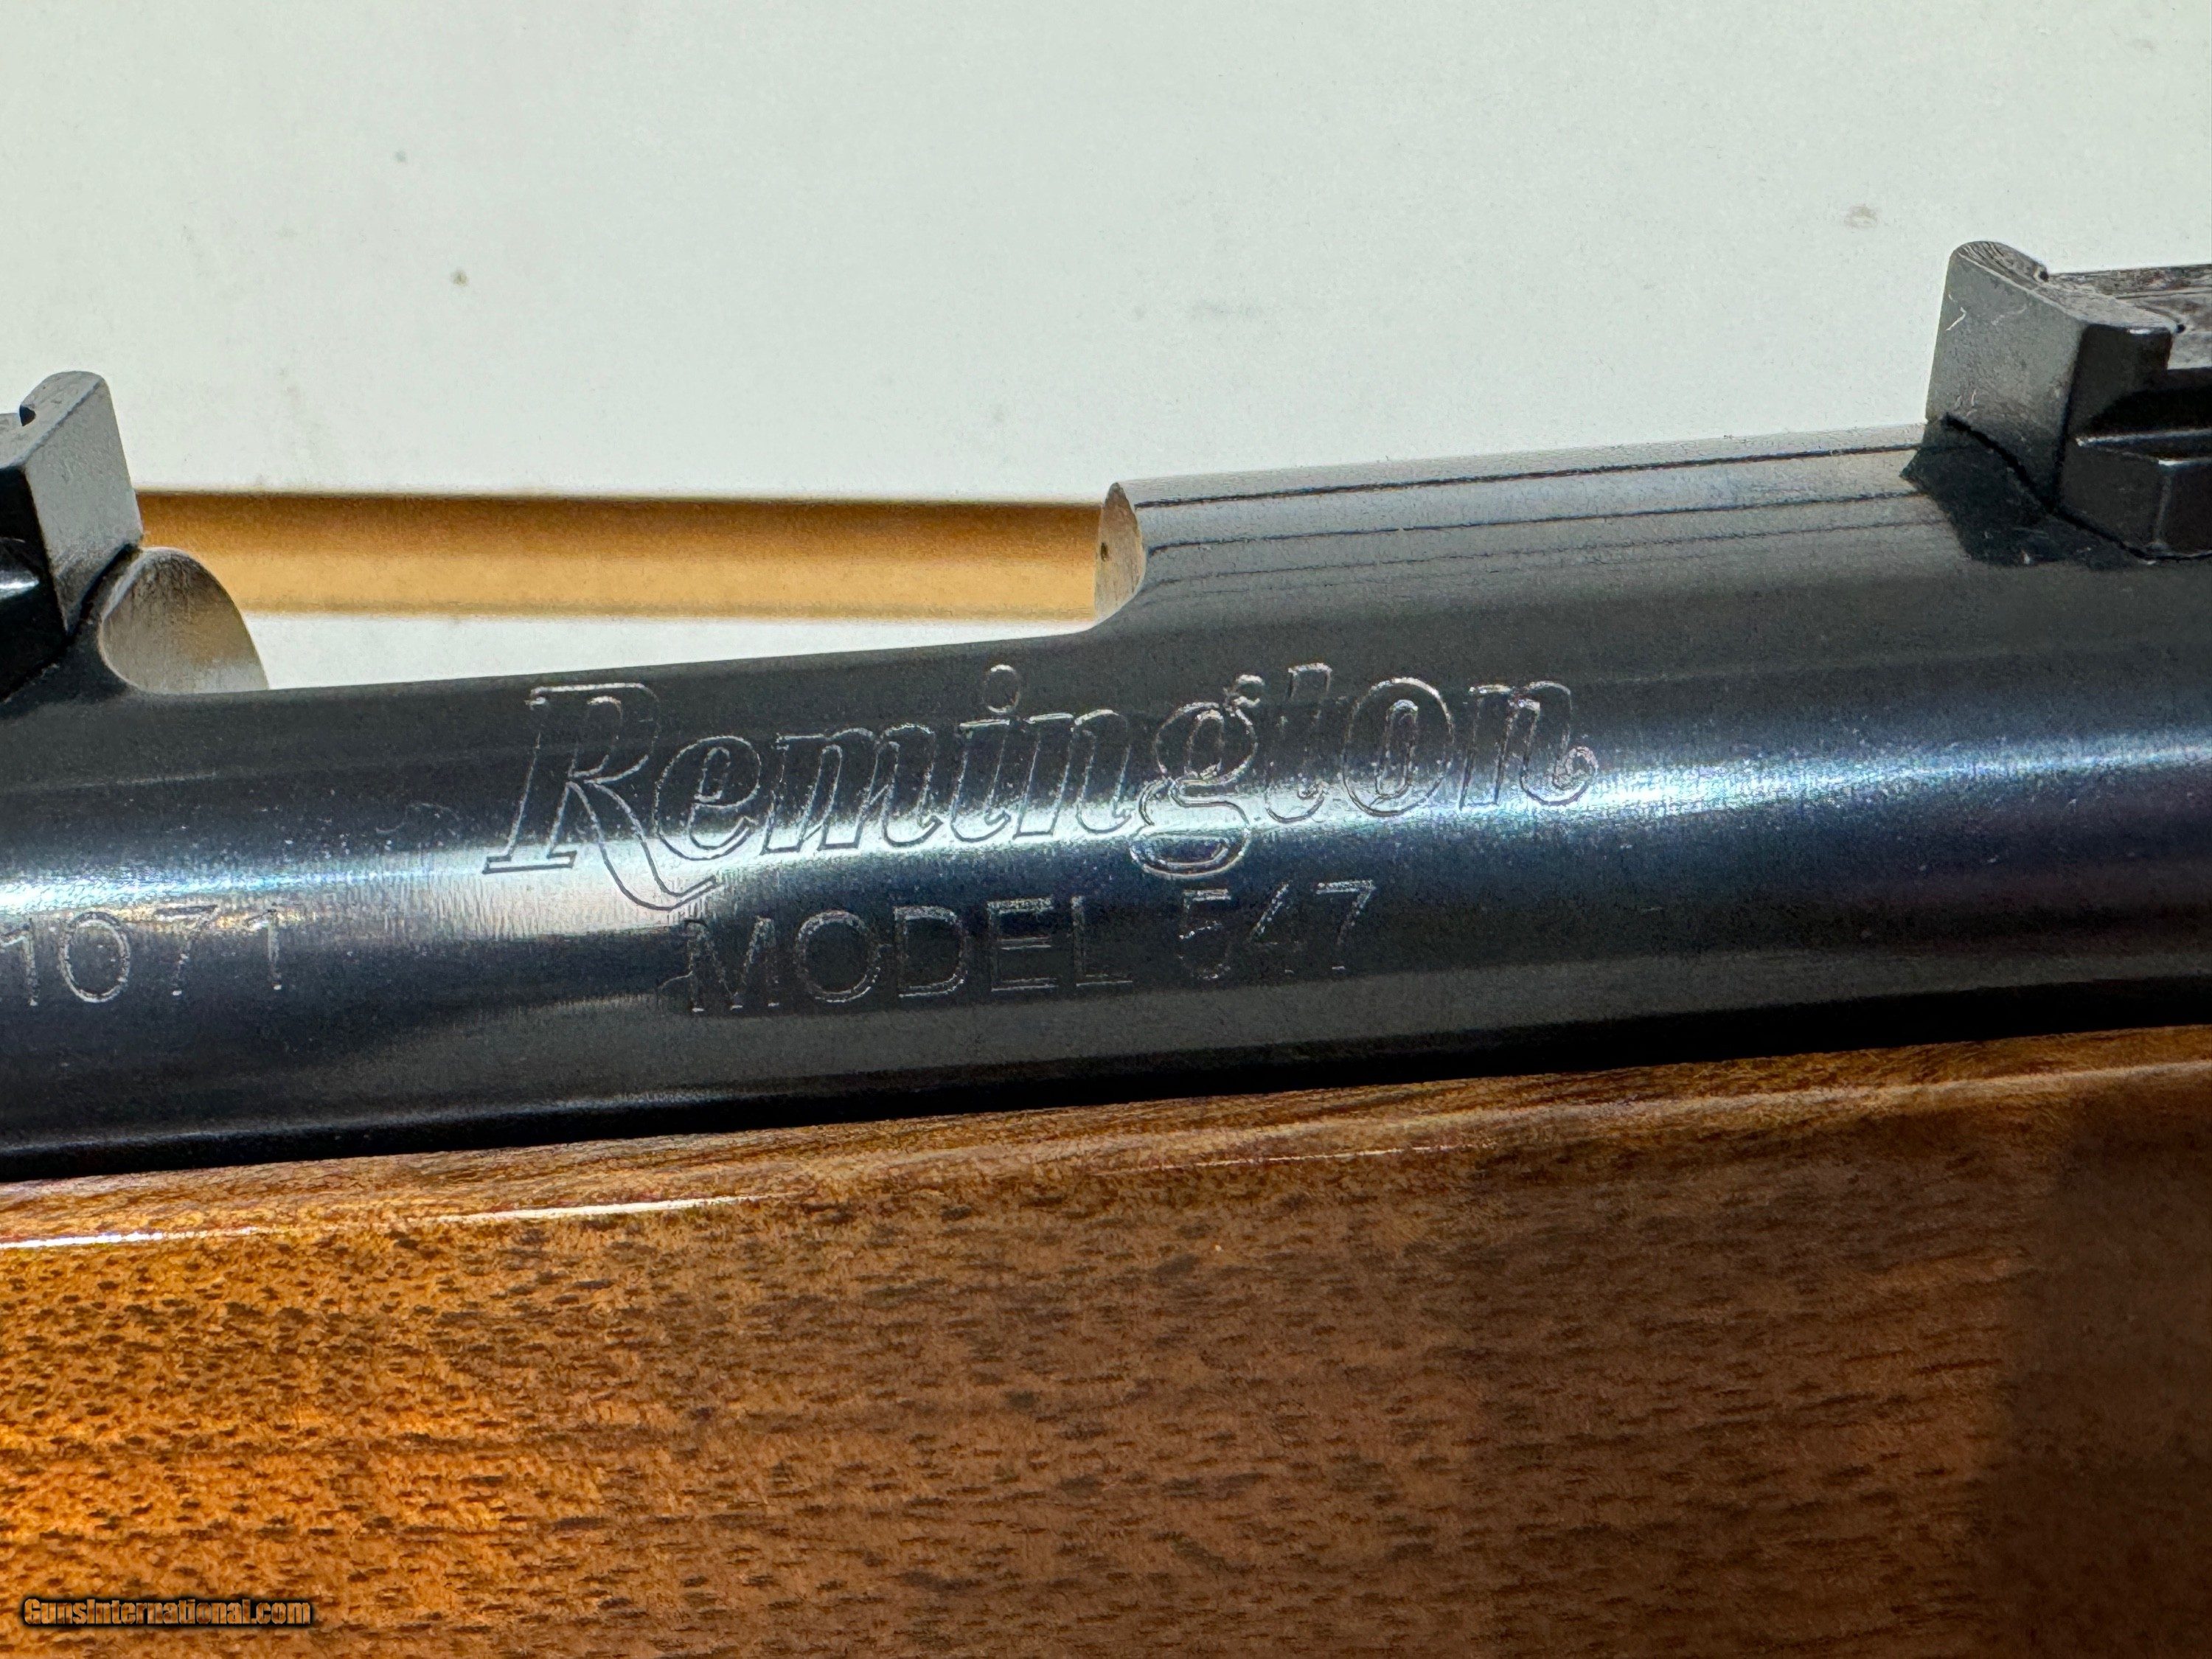 Remington
MODEL 547
1071
GunsInternational.com